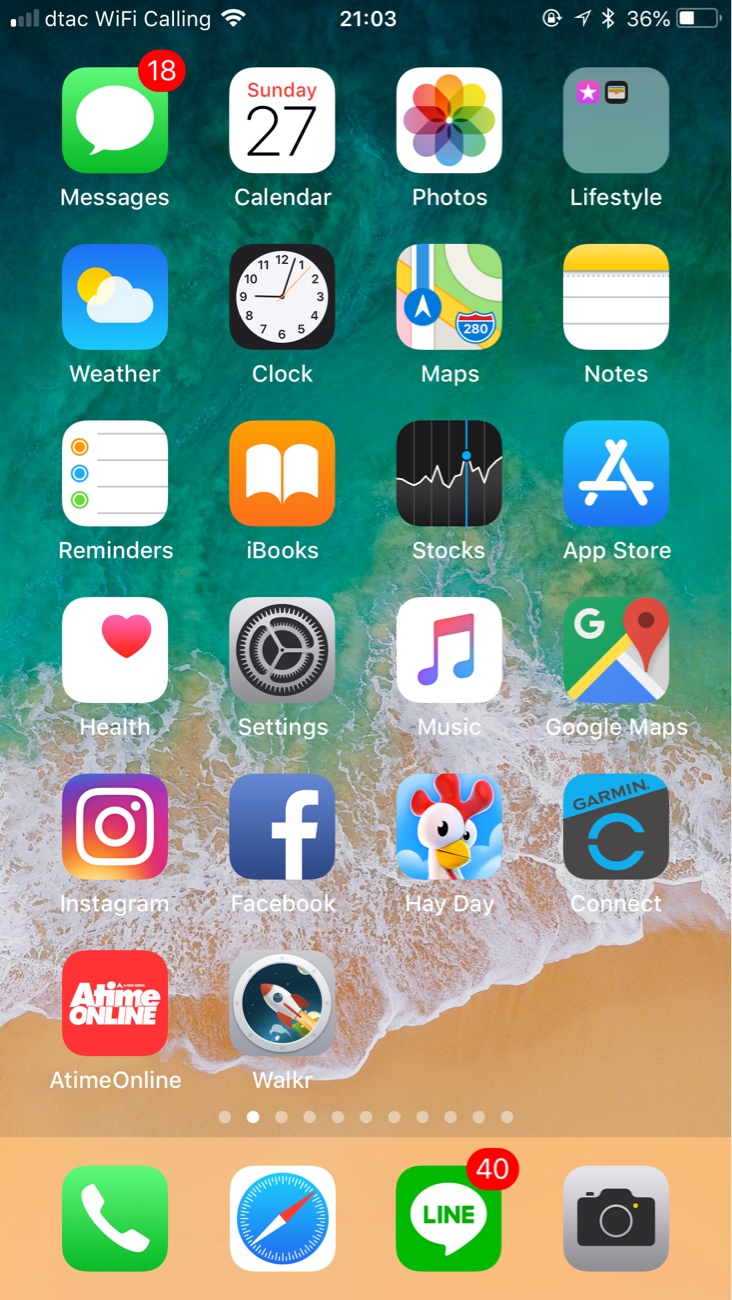 dtac WiFi Calling 21:03 36%
18
Sunday
27
Messages Calendar Photos Lifestyle
12
11 1
10 2
9 3
8 4
7 5
6
280
Weather Clock Maps Notes
Reminders iBooks Stocks App Store
G
Health Settings Music Google Maps
GARMIN.
Instagram Facebook Hay Day Connect
Atime
ONLINE
AtimeOnline Walkr
40
LINE